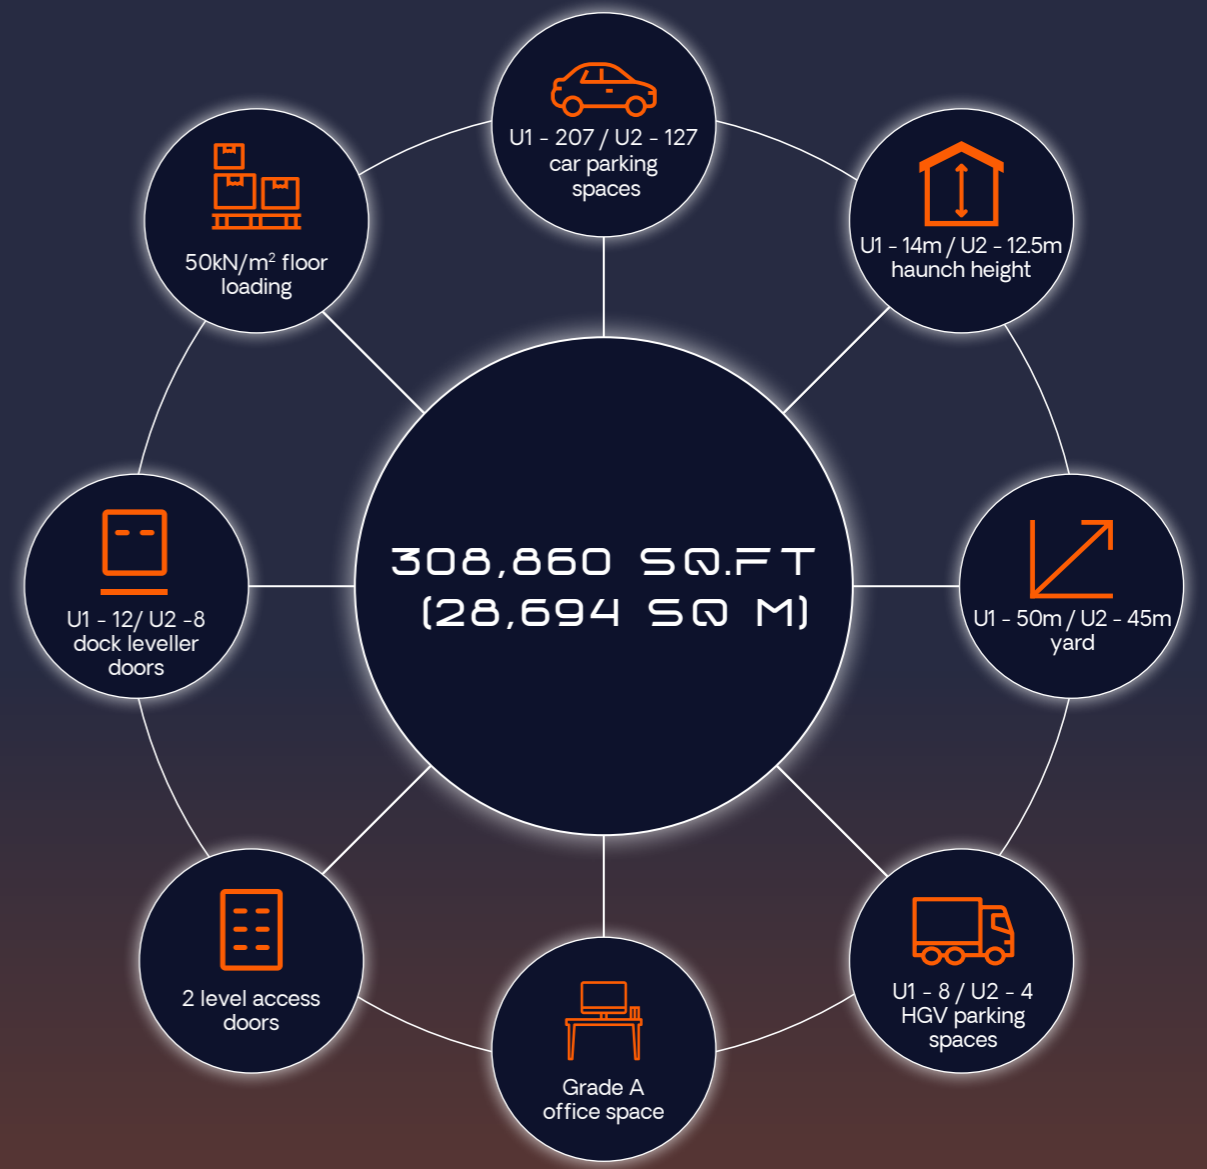 U1 - 207 / U2 - 127
car parking
spaces
U1 - 14m / U2 - 12.5m
haunch height
50kN/m² floor
loading
308,860 SQ.FT
(28,694 SQ M)
U1 - 12/ U2 -8
dock leveller
doors
U1 - 50m / U2 - 45m
yard
2 level access
doors
U1 - 8 / U2 - 4
HGV parking
spaces
Grade A
office space